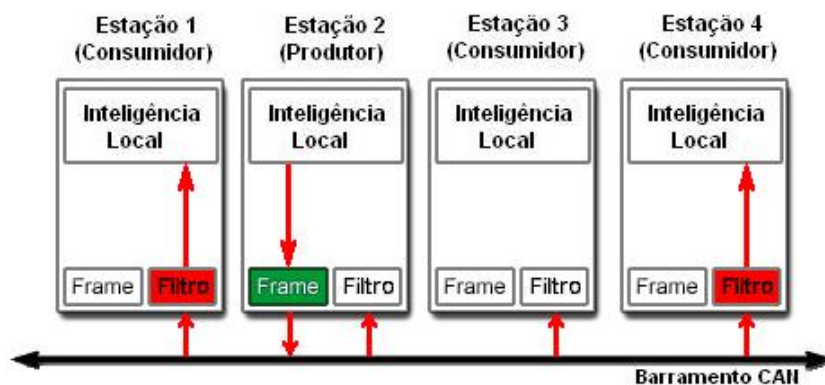 Estação 1
(Consumidor)
Estação 2
(Produtor)
Estação 3
(Consumidor)
Estação 4
(Consumidor)
Inteligência
Local
Inteligência
Local
Inteligência
Local
Inteligência
Local
Frame
Filtro
Frame
Filtro
Frame
Filtro
Frame
Filtro
Barramento CAN